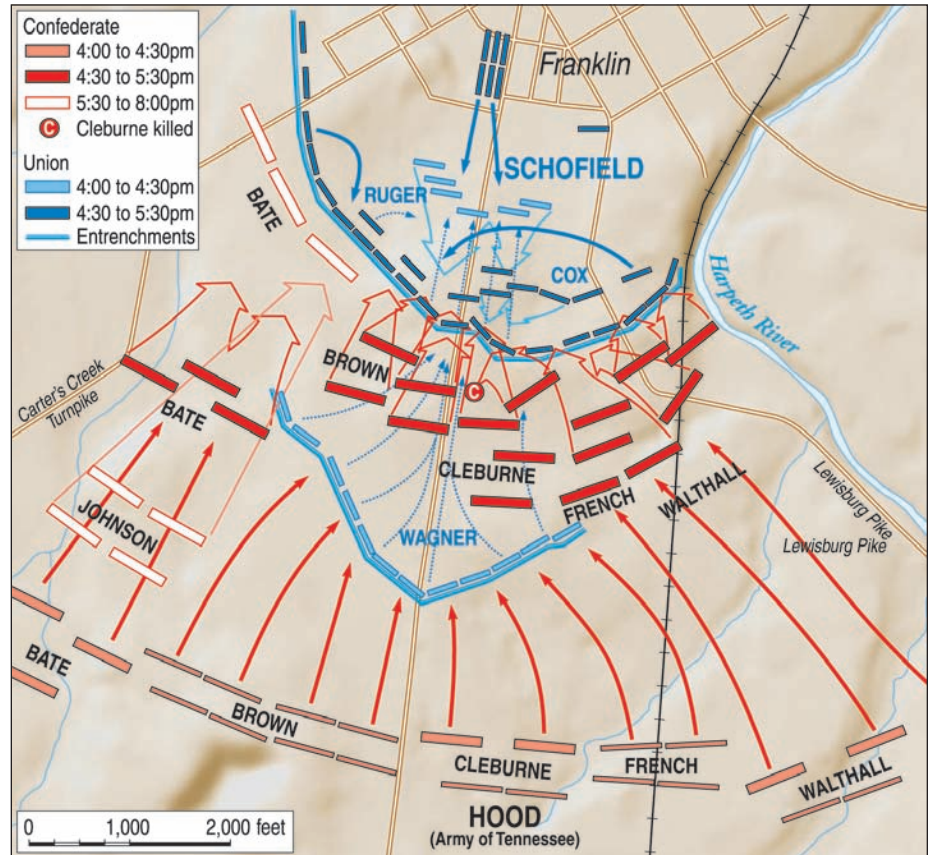 Confederate
4:00 to 4:30pm
4:30 to 5:30pm
5:30 to 8:00pm
C Cleburne killed
Union
4:00 to 4:30pm
4:30 to 5:30pm
Entrenchments
Franklin
SCHOFIELD
RUGER
BATE
COX
Harpeth River
BROWN
C
Carter's Creek
Turnpike
BATE
CLEBURNE
FRENCH
WALTHALL
Lewisburg Pike
Lewisburg Pike
JOHNSON
WAGNER
BATE
BROWN
CLEBURNE
FRENCH
WALTHALL
HOOD
(Army of Tennessee)
0 1,000 2,000 feet